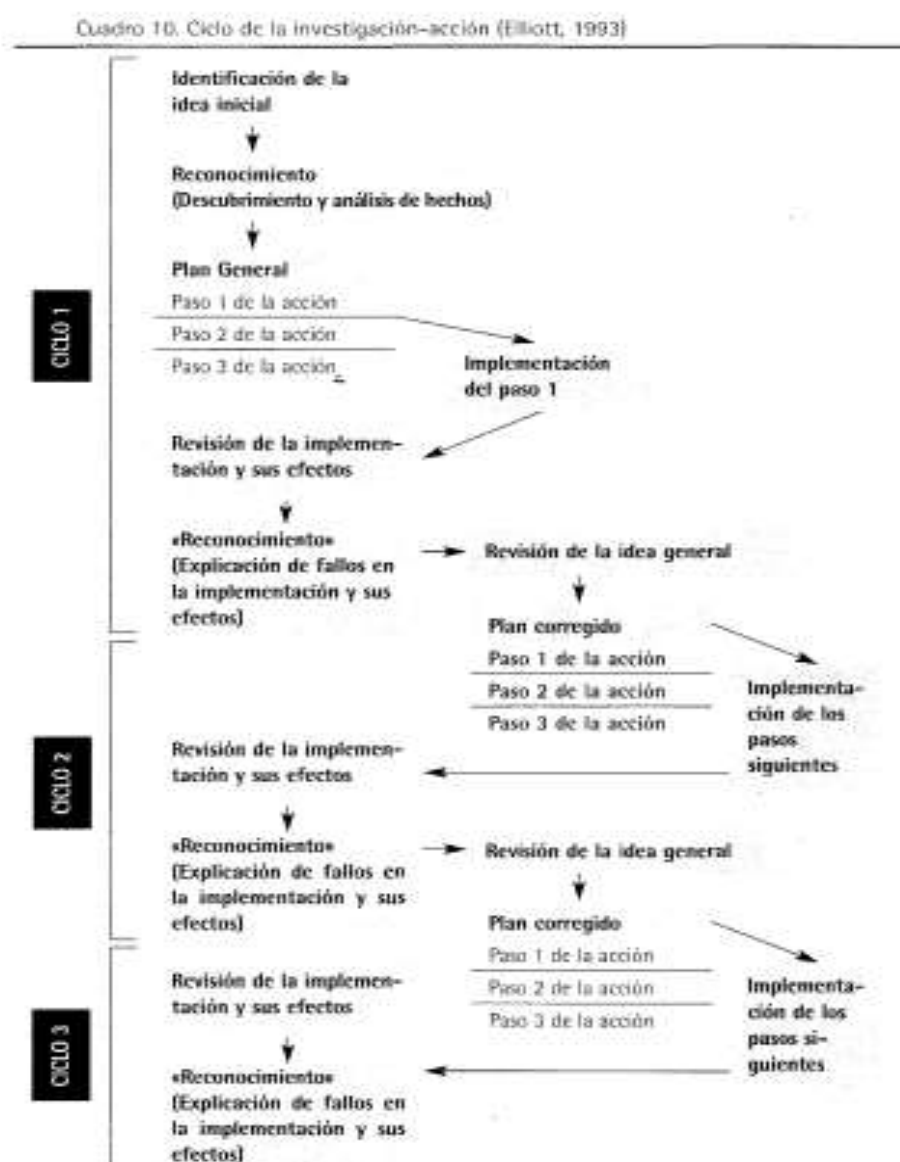 Cuadro 10. Ciclo de la investigación-acción (Elliott, 1993)
Identificación de la
idea inicial
Reconocimiento
(Descubrimiento y análisis de hechos)
Plan General
Paso 1 de la acción
Paso 2 de la acción
Paso 3 de la acción
CICLO 1
Implementación
del paso 1
Revisión de la implemen-
tación y sus efectos
«Reconocimiento»
(Explicación de fallos en
la implementación y sus
efectos)
Revisión de la idea general
Plan corregido
Paso 1 de la acción
Paso 2 de la acción
Paso 3 de la acción
Implementa-
ción de los
pasos
siguientes
CICLO 2
Revisión de la implemen-
tación y sus efectos
«Reconocimiento»
(Explicación de fallos en
la implementación y sus
efectos)
Revisión de la idea general
Plan corregido
Paso 1 de la acción
Paso 2 de la acción
Paso 3 de la acción
Implementa-
ción de los
pasos si-
guientes
CICLO 3
Revisión de la implemen-
tación y sus efectos
«Reconocimiento»
(Explicación de fallos en
la implementación y sus
efectos)